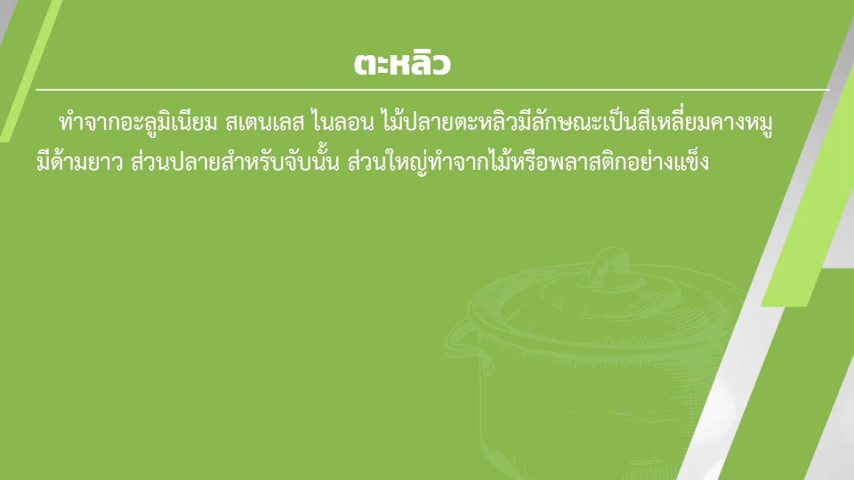 ตะหลิว
ทำจากอะลูมิเนียม สเตนเลส ไนลอน ไม้ปลายตะหลิวมีลักษณะเป็นสีเหลี่ยมคางหมู
มีด้ามยาว ส่วนปลายสำหรับจับนั้น ส่วนใหญ่ทำจากไม้หรือพลาสติกอย่างแข็ง